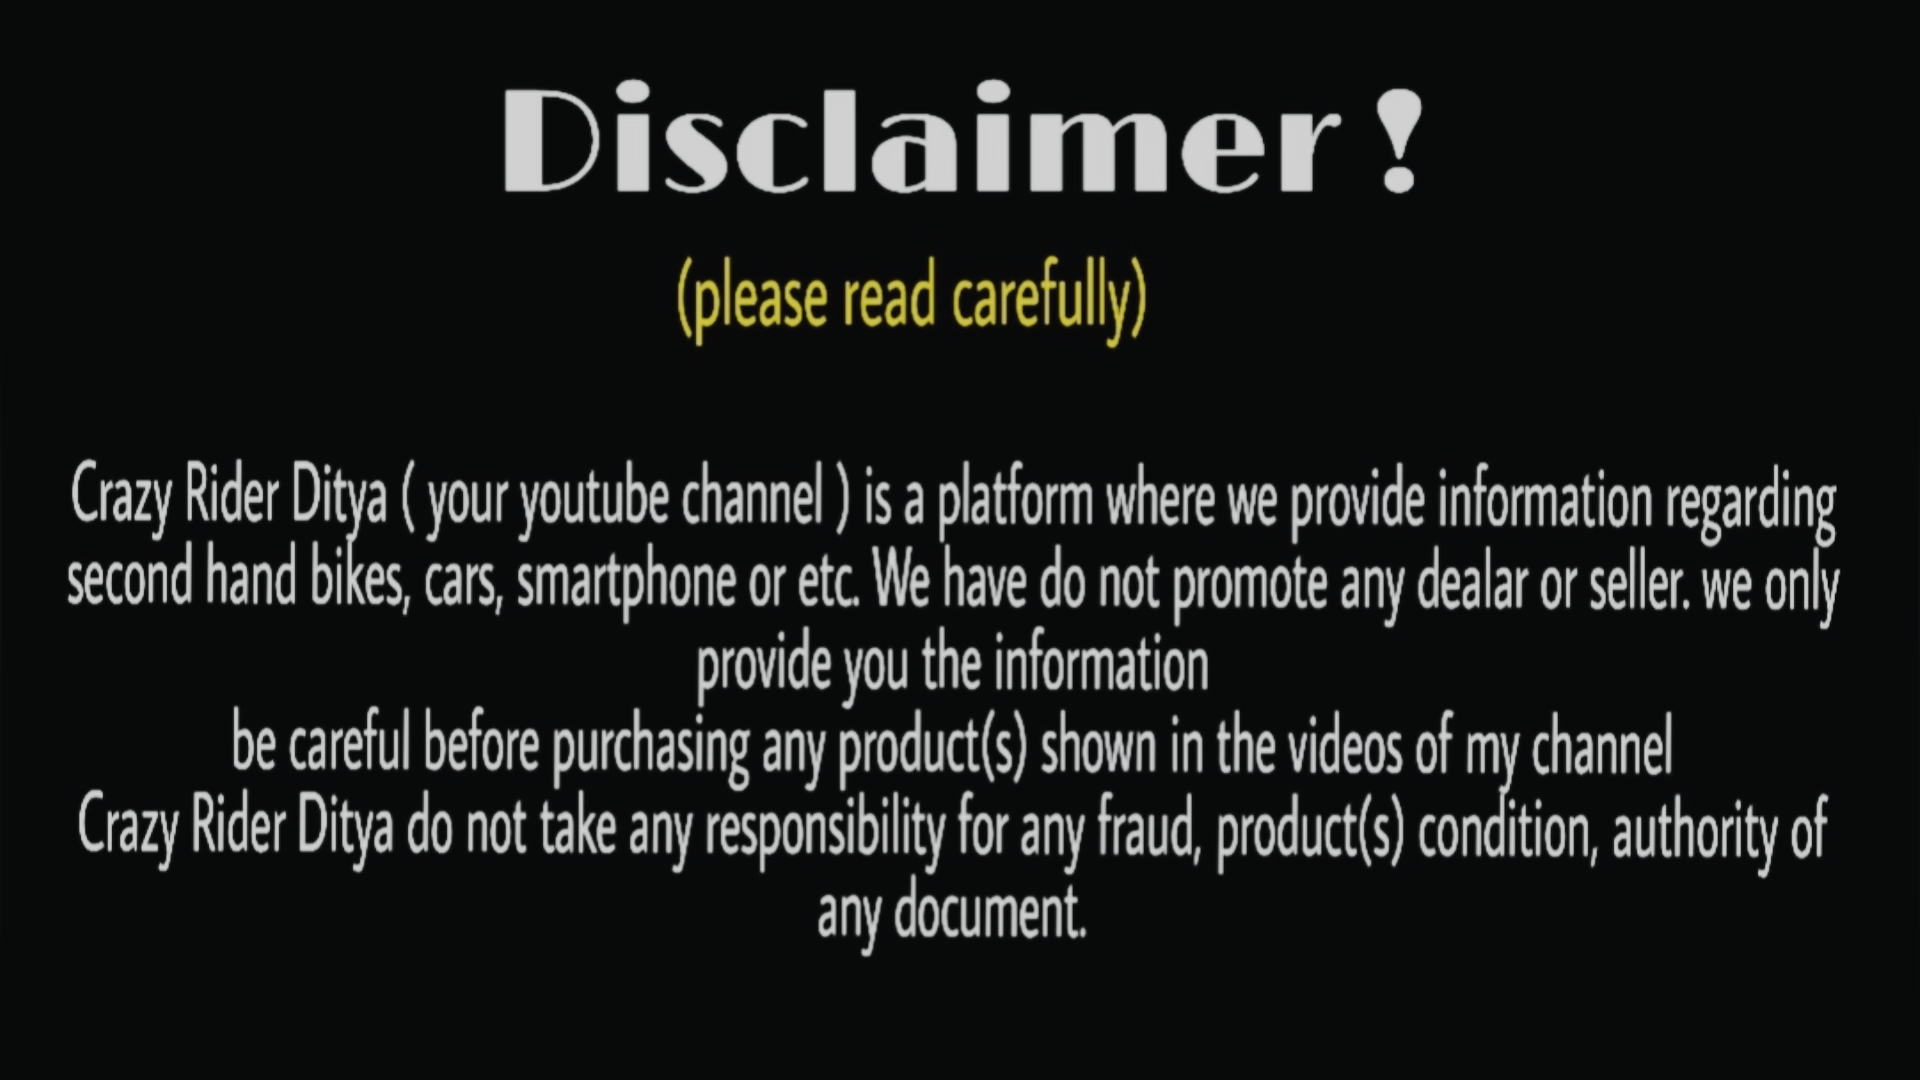 Disclaimer !
(please read carefully)
Crazy Rider Ditya ( your youtube channel ) is a platform where we provide information regarding
second hand bikes, cars, smartphone or etc. We have do not promote any dealar or seller. we only
provide you the information
be careful before purchasing any product(s) shown in the videos of my channel
Crazy Rider Ditya do not take any responsibility for any fraud, product(s) condition, authority of
any document.